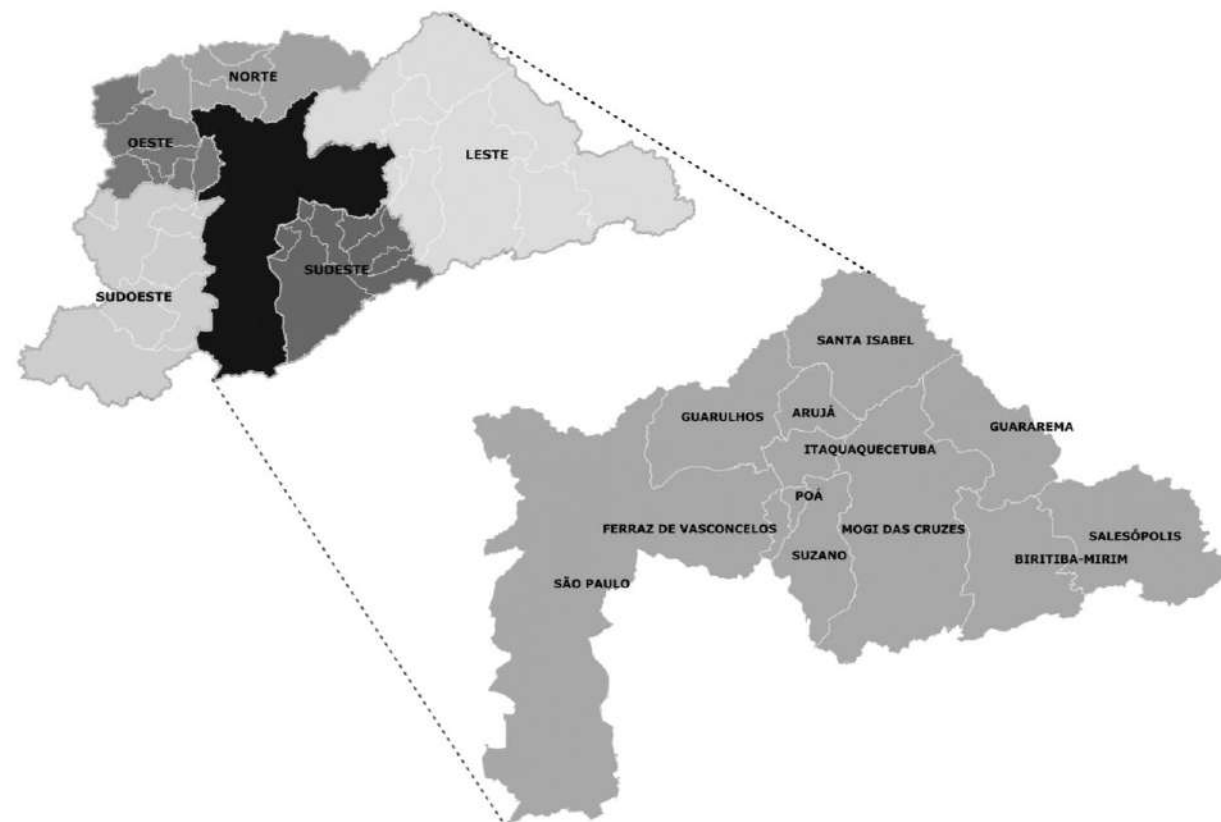 NORTE
OESTE
LESTE
SUDESTE
SUDOESTE
SANTA ISABEL
GUARULHOS
ARUJÁ
GUARAREMA
ITAQUAQUECETUBA
POÁ
FERRAZ DE VASCONCELOS
MOGI DAS CRUZES
SALESÓPOLIS
SUZANO
BIRITIBA-MIRIM
SÃO PAULO